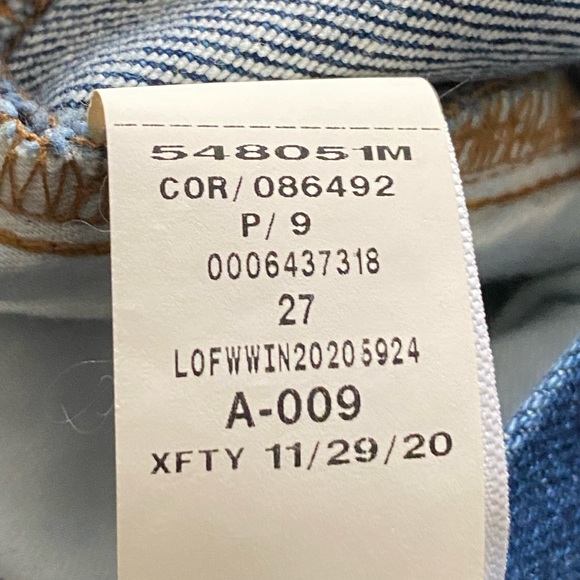 548051M
COR/086492
P/ 9
0006437318
27
LOFWWIN20205924
A-009
XFTY 11/29/20